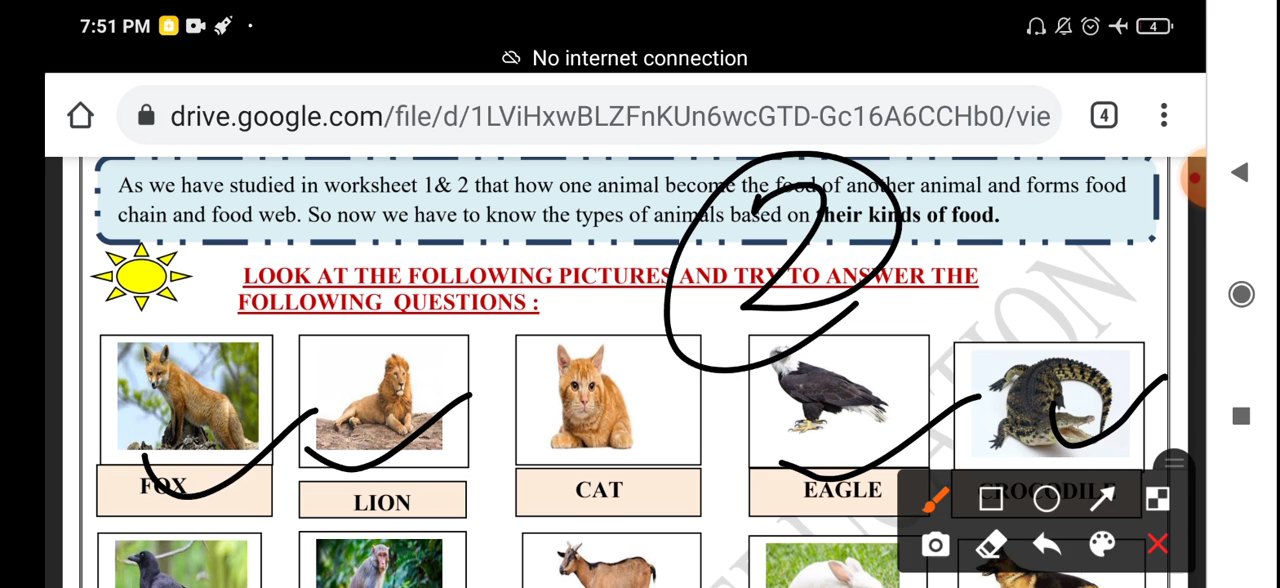 7:51 PM
4
No internet connection
drive.google.com/file/d/1LViHxwBLZFnKUn6wcGTD-Gc16A6CCHb0/vie
4
As we have studied in worksheet 1& 2 that how one animal become the food of another animal and forms food
chain and food web. So now we have to know the types of animals based on their kinds of food.
2
LOOK AT THE FOLLOWING PICTURES AND TRY TO ANSWER THE
FOLLOWING QUESTIONS :
FOX
LION
CAT
EAGLE
CROCODILE